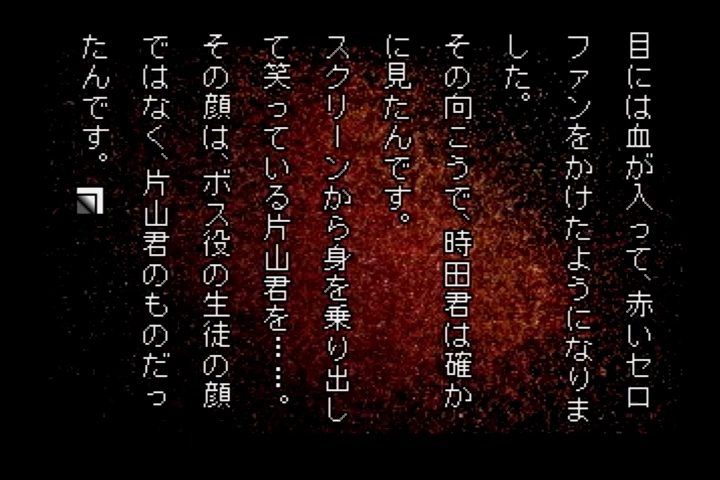 目には血が入って、赤いセロ
ファンをかけたようになりま
した。
その向こうで、時田君は確か
に見たんです。
スクリーンから身を乗り出し
て笑っている片山君を……。
その顔は、ボス役の生徒の顔
ではなく、片山君のものだっ
たんです。